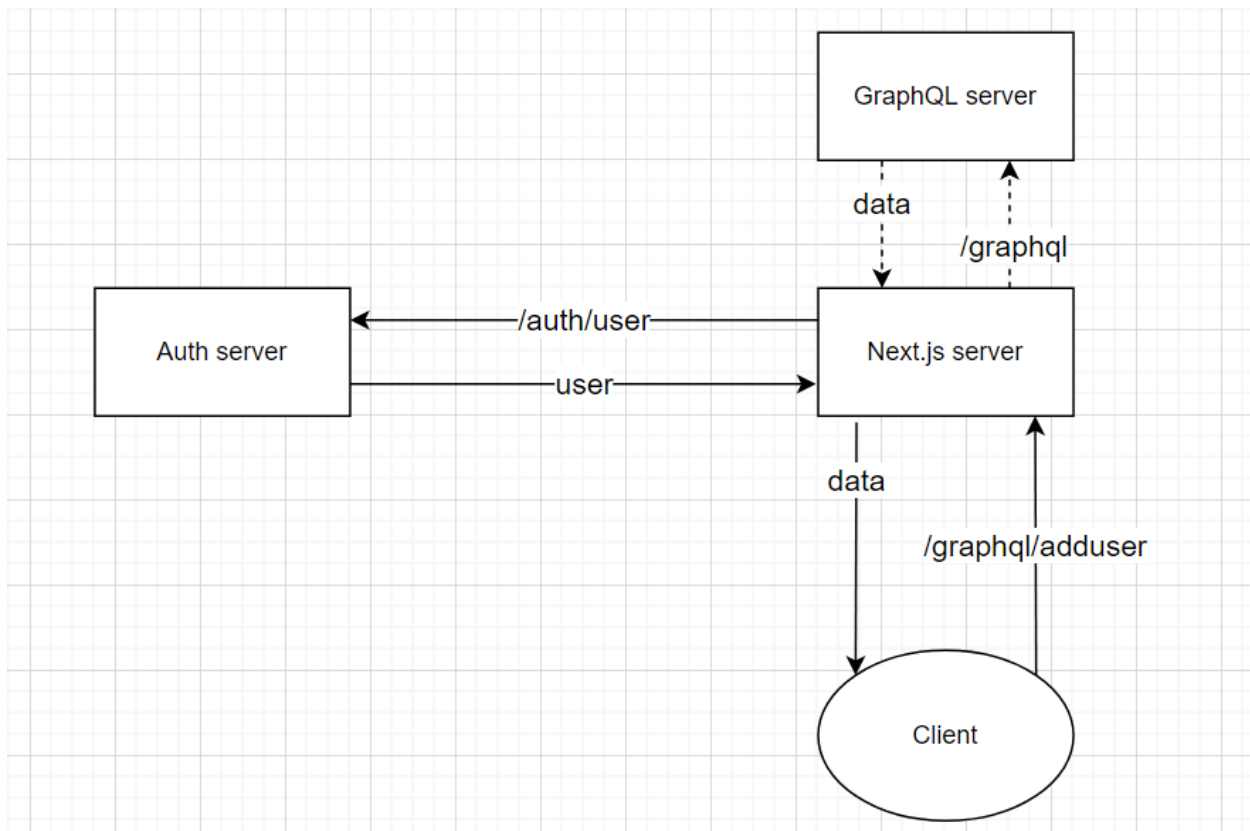 GraphQL server
data
/graphql
/auth/user
Auth server
Next.js server
user
data
/graphql/adduser
Client